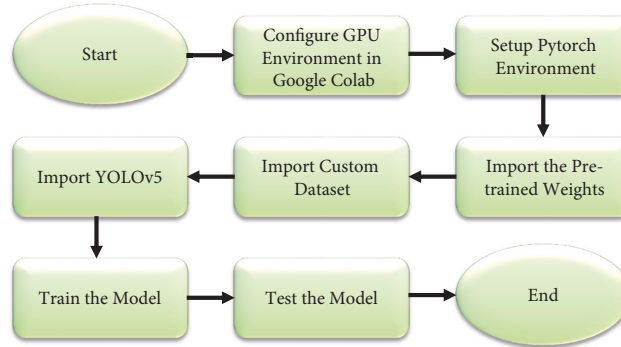 Start
Configure GPU
Environment in
Google Colab
Setup Pytorch
Environment
Import the Pre-
trained Weights
Import Custom
Dataset
Import YOLOv5
Train the Model
Test the Model
End